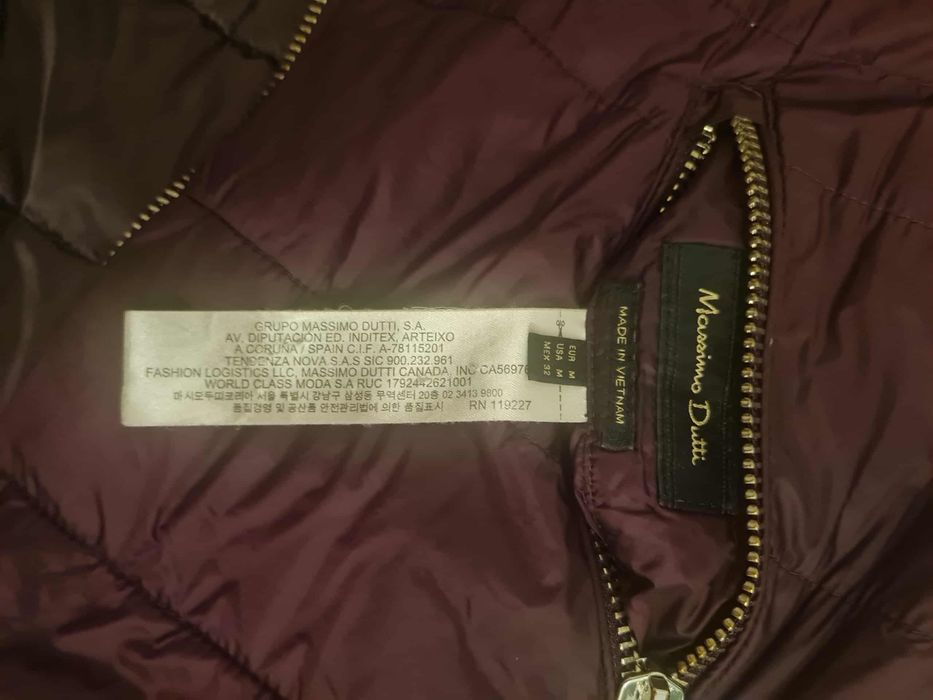 GRUPO MASSIMO DUTTI, S.A.
AV. DIPUTACION ED. INDITEX, ARTEIXO
A CORUÑA / SPAIN C.I.F. A-78115201
TENDENZA NOVA S.A.S SIC 900.232.961
FASHION LOGISTICS LLC, MASSIMO DUTTI CANADA, INC CA56976
WORLD CLASS MODA S.A RUC 1792442621001
마시모두띠코리아 서울 특별시 강남구 삼성동 무역센터 20층 02 3413 9800
품질경영 및 공산품 안전관리법에 의한 품질표시 RN 119227
EUR M
USA M
MEX 32
MADE IN VIETNAM
Massimo Dutti